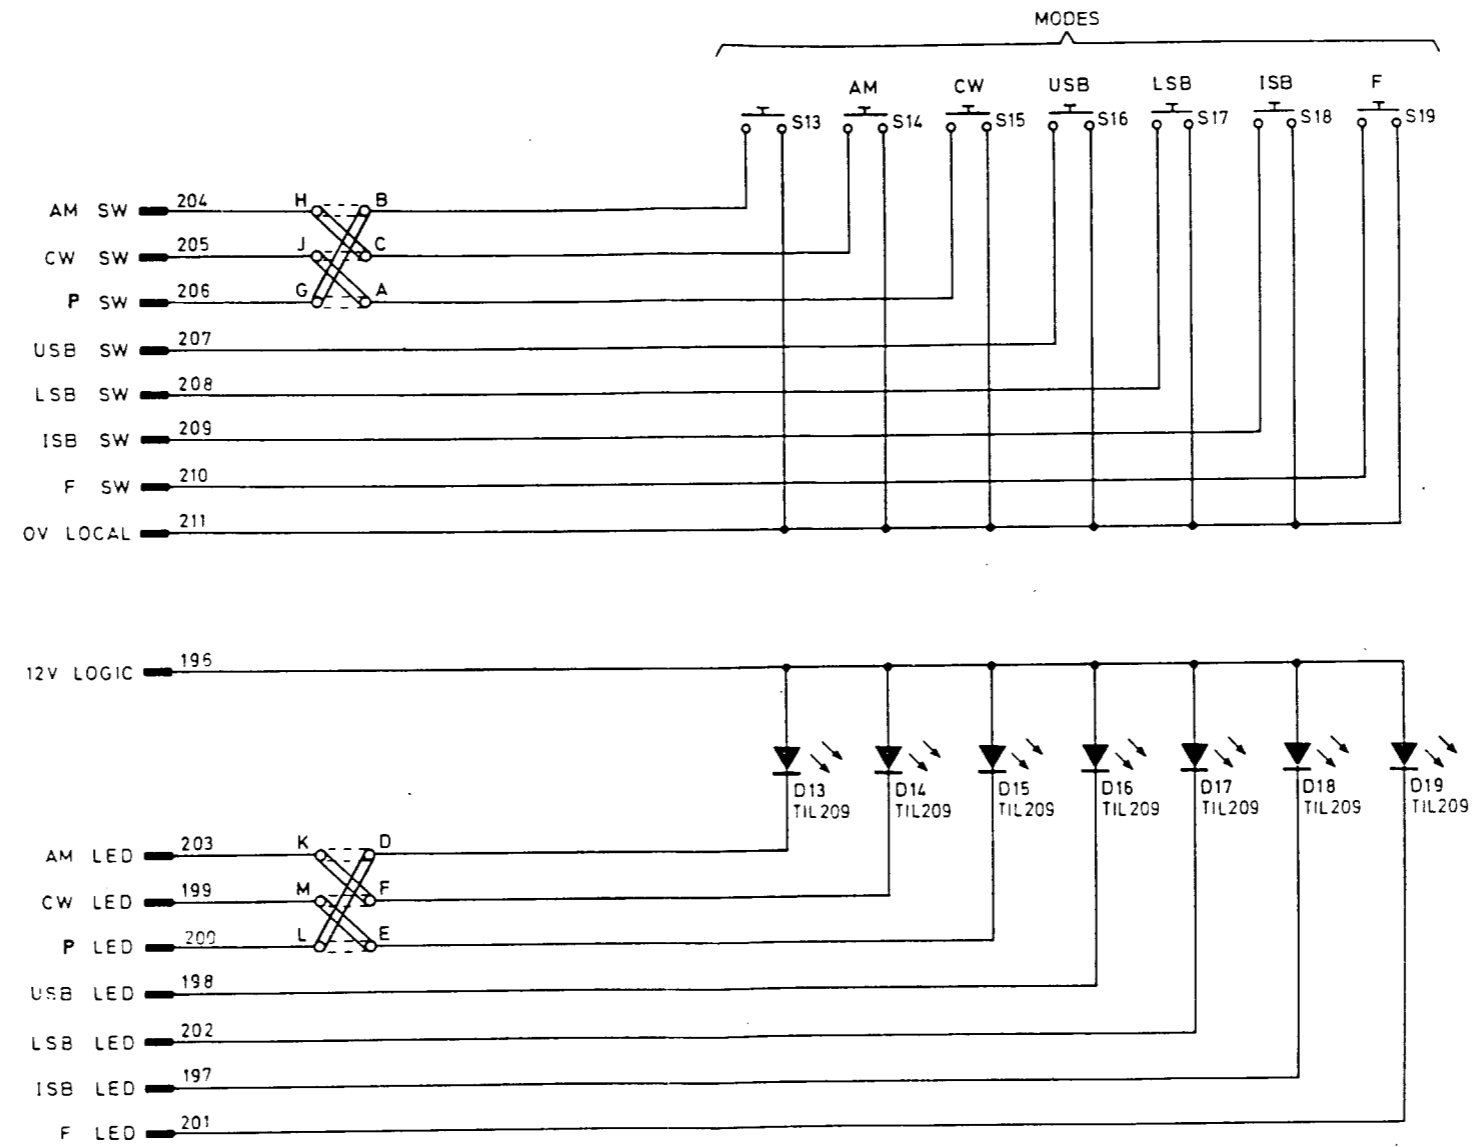 MODES
AM CW USB LSB ISB F
S13 S14 S15 S16 S17 S18 S19
AM SW 204 H B
CW SW 205 J C
P SW 206 G A
USB SW 207
LSB SW 208
ISB SW 209
F SW 210
0V LOCAL 211
12V LOGIC 196
D13 D14 D15 D16 D17 D18 D19
TIL209 TIL209 TIL209 TIL209 TIL209 TIL209 TIL209
AM LED 203 K D
CW LED 199 M F
P LED 200 L E
USB LED 198
LSB LED 202
ISB LED 197
F LED 201